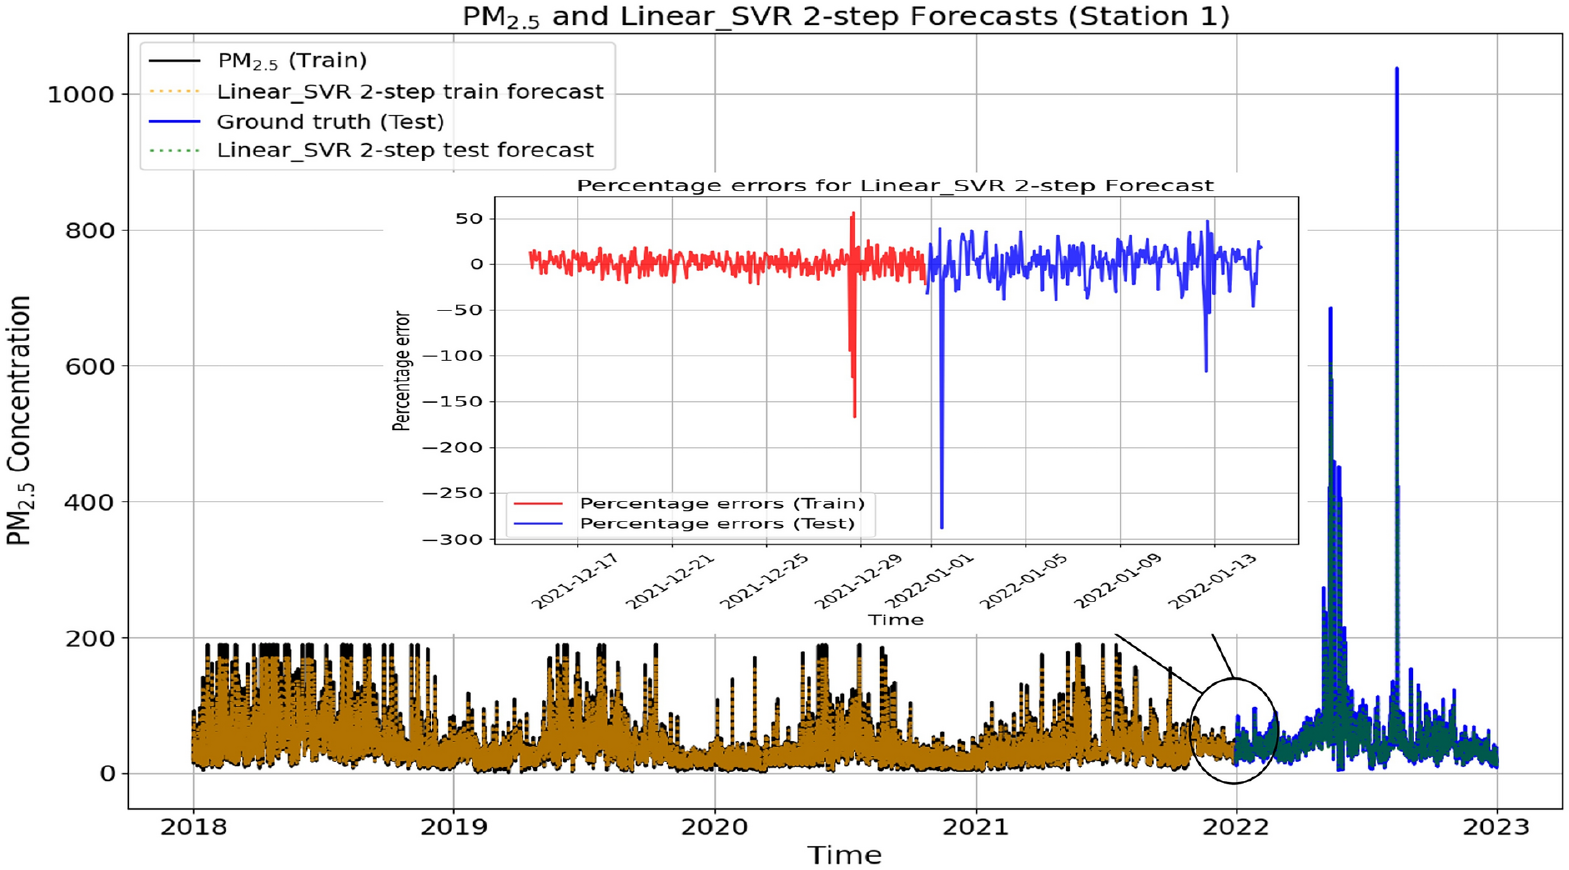 PM2.5 and Linear_SVR 2-step Forecasts (Station 1)
PM2.5 (Train)
Linear_SVR 2-step train forecast
Ground truth (Test)
Linear_SVR 2-step test forecast
1000
800
600
400
200
0
PM2.5 Concentration
Percentage errors for Linear_SVR 2-step Forecast
50
0
−50
−100
−150
−200
−250
−300
Percentage error
Percentage errors (Train)
Percentage errors (Test)
2021-12-17
2021-12-21
2021-12-25
2021-12-29
2022-01-01
2022-01-05
2022-01-09
2022-01-13
Time
2018
2019
2020
2021
2022
2023
Time